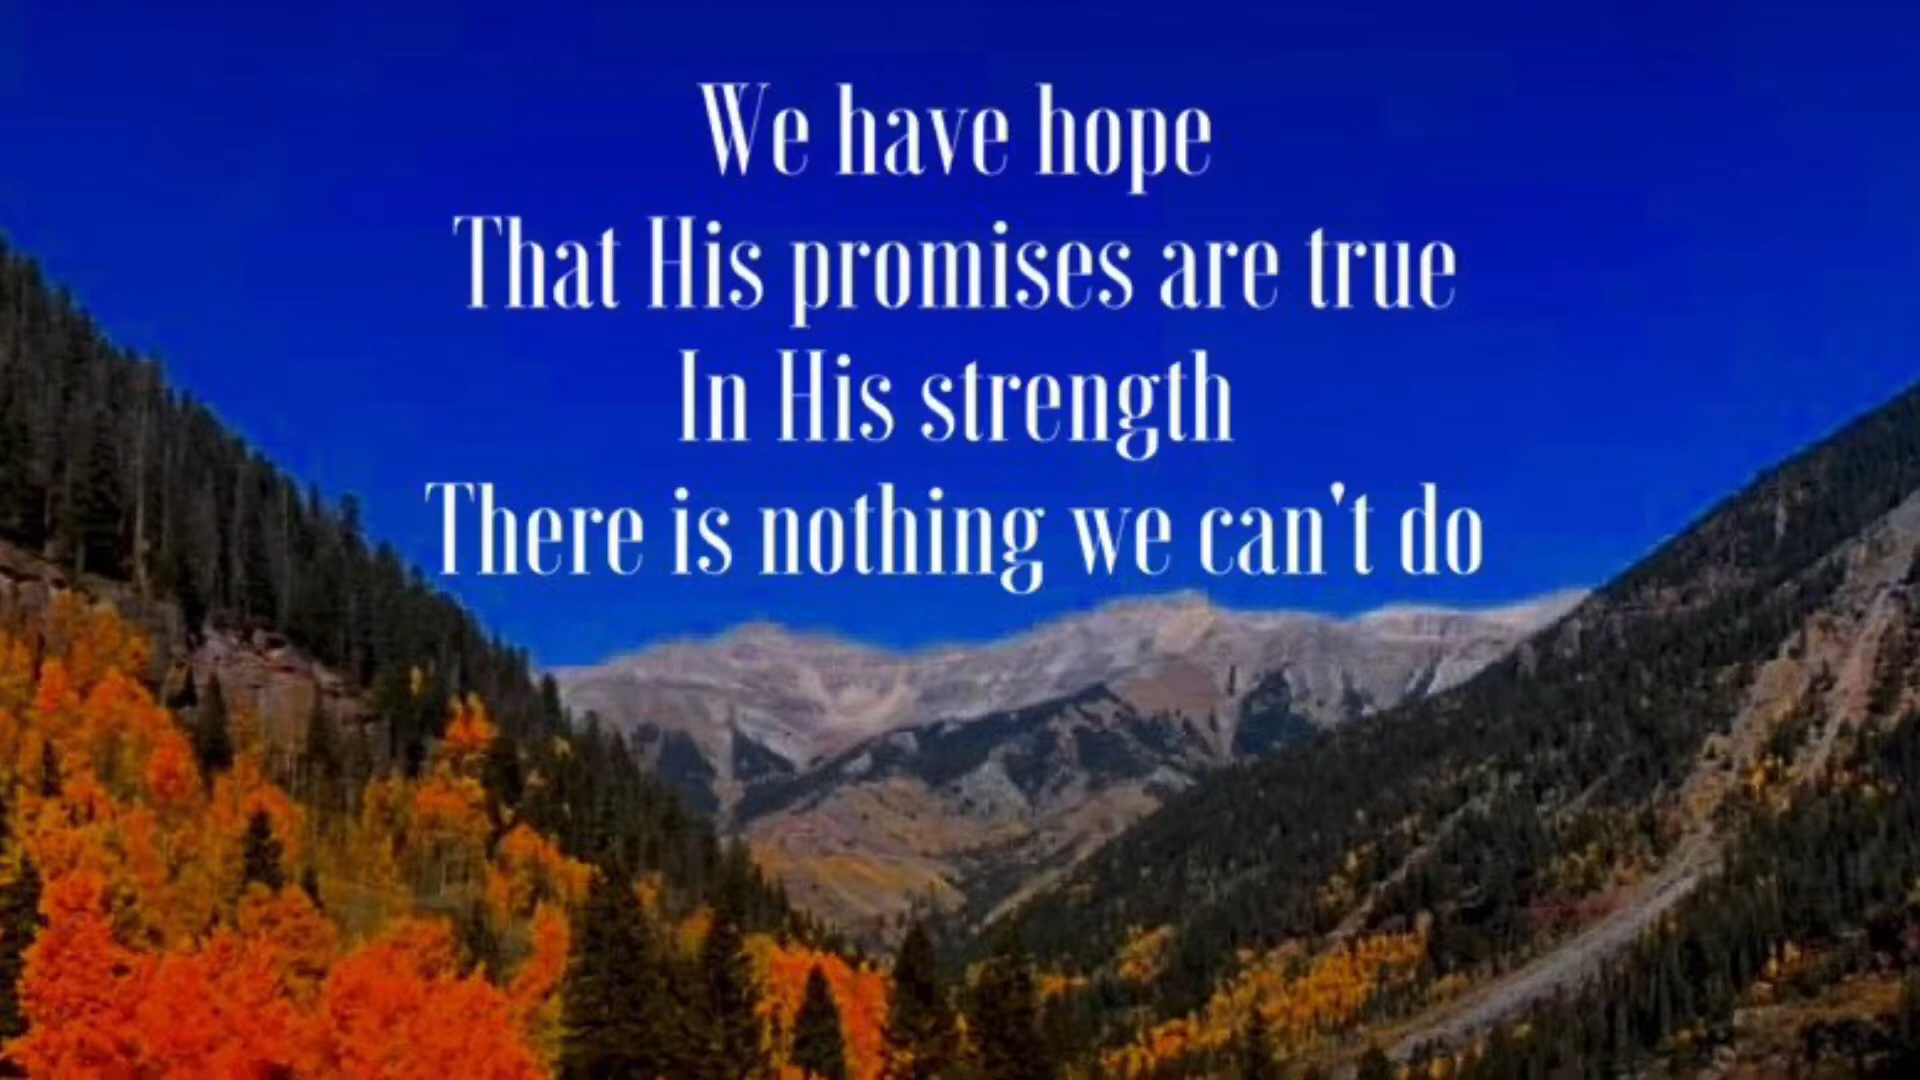 We have hope
That His promises are true
In His strength
There is nothing we can't do